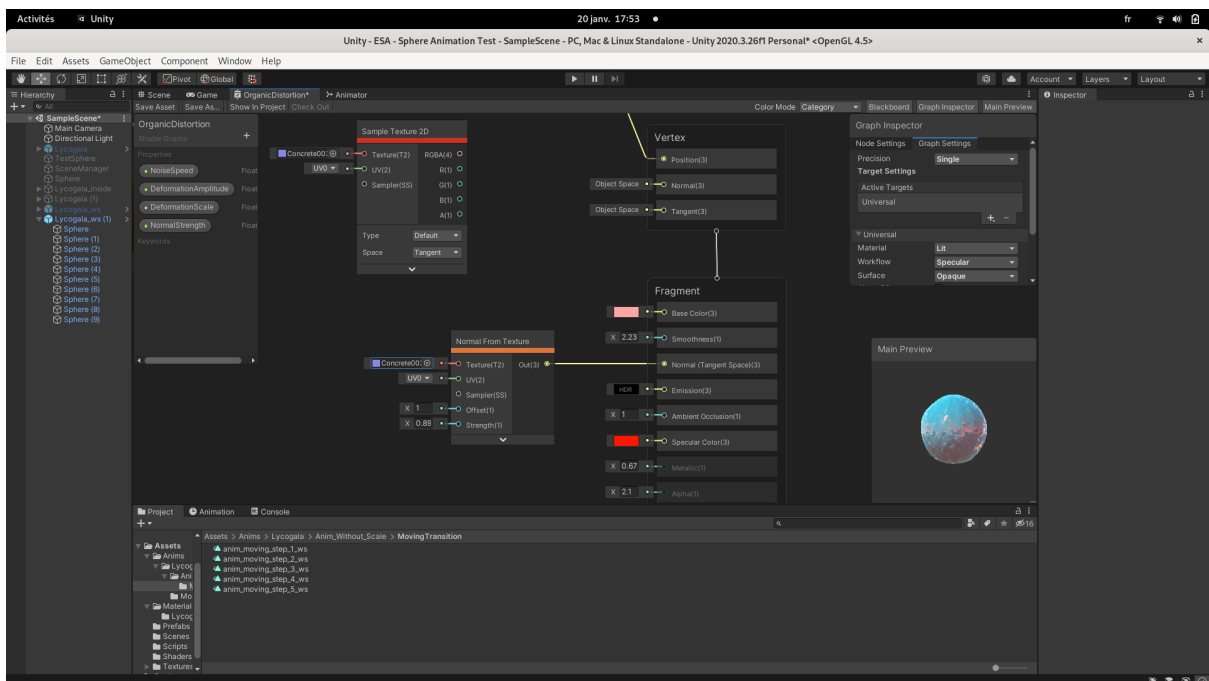 Activités Unity 20 janv. 17:53 fr
Unity - ESA - Sphere Animation Test - SampleScene - PC, Mac & Linux Standalone - Unity 2020.3.26f1 Personal* <OpenGL 4.5>
File Edit Assets GameObject Component Window Help
Pivot Global Account Layers Layout
Hierarchy
All
SampleScene*
Main Camera
Directional Light
Lycogala
TestSphere
SceneManager
Sphere
Lycogala_inside
Lycogala (1)
Lycogala_ws
Lycogala_ws (1)
Sphere
Sphere (1)
Sphere (2)
Sphere (3)
Sphere (4)
Sphere (5)
Sphere (6)
Sphere (7)
Sphere (8)
Sphere (9)
Scene Game OrganicDistortion* Animator
Save Asset Save As... Show In Project Check Out Color Mode Category Blackboard Graph Inspector Main Preview
OrganicDistortion
Shader Graphs
Properties
NoiseSpeed Float
DeformationAmplitude Float
DeformationScale Float
NormalStrength Float
Keywords
Sample Texture 2D
Concrete00: Texture(T2) RGBA(4)
UV0 UV(2) R(1)
Sampler(SS) G(1)
B(1)
A(1)
Type Default
Space Tangent
Normal From Texture
Concrete00: Texture(T2) Out(3)
UV0 UV(2)
Sampler(SS)
X 1 Offset(1)
X 0.89 Strength(1)
Vertex
Position(3)
Object Space Normal(3)
Object Space Tangent(3)
Fragment
Base Color(3)
X 2.23 Smoothness(1)
Normal (Tangent Space)(3)
HDR Emission(3)
X 1 Ambient Occlusion(1)
Specular Color(3)
X 0.67 Metallic(1)
X 2.1 Alpha(1)
Graph Inspector
Node Settings Graph Settings
Precision Single
Target Settings
Active Targets
Universal
Universal
Material Lit
Workflow Specular
Surface Opaque
Main Preview
Inspector
Project Animation Console
16
Assets > Anims > Lycogala > Anim_Without_Scale > MovingTransition
Assets
Anims
Lycog
Ani
M
Mo
Material
Lycog
Prefabs
Scenes
Scripts
Shaders
Textures
anim_moving_step_1_ws
anim_moving_step_2_ws
anim_moving_step_3_ws
anim_moving_step_4_ws
anim_moving_step_5_ws